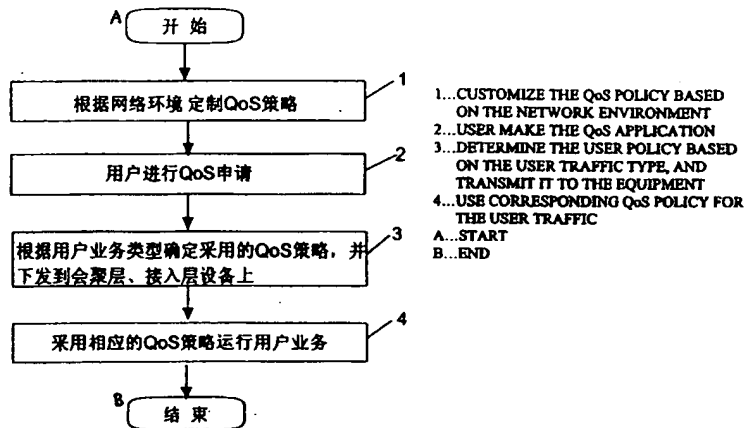 A
开 始
1
根据网络环境 定制QoS策略
2
用户进行QoS申请
3
根据用户业务类型确定采用的QoS策略，并
下发到会聚层、接入层设备上
4
采用相应的QoS策略运行用户业务
B
结 束
1...CUSTOMIZE THE QoS POLICY BASED
ON THE NETWORK ENVIRONMENT
2...USER MAKE THE QoS APPLICATION
3...DETERMINE THE USER POLICY BASED
ON THE USER TRAFFIC TYPE, AND
TRANSMIT IT TO THE EQUIPMENT
4...USE CORRESPONDING QoS POLICY FOR
THE USER TRAFFIC
A...START
B...END